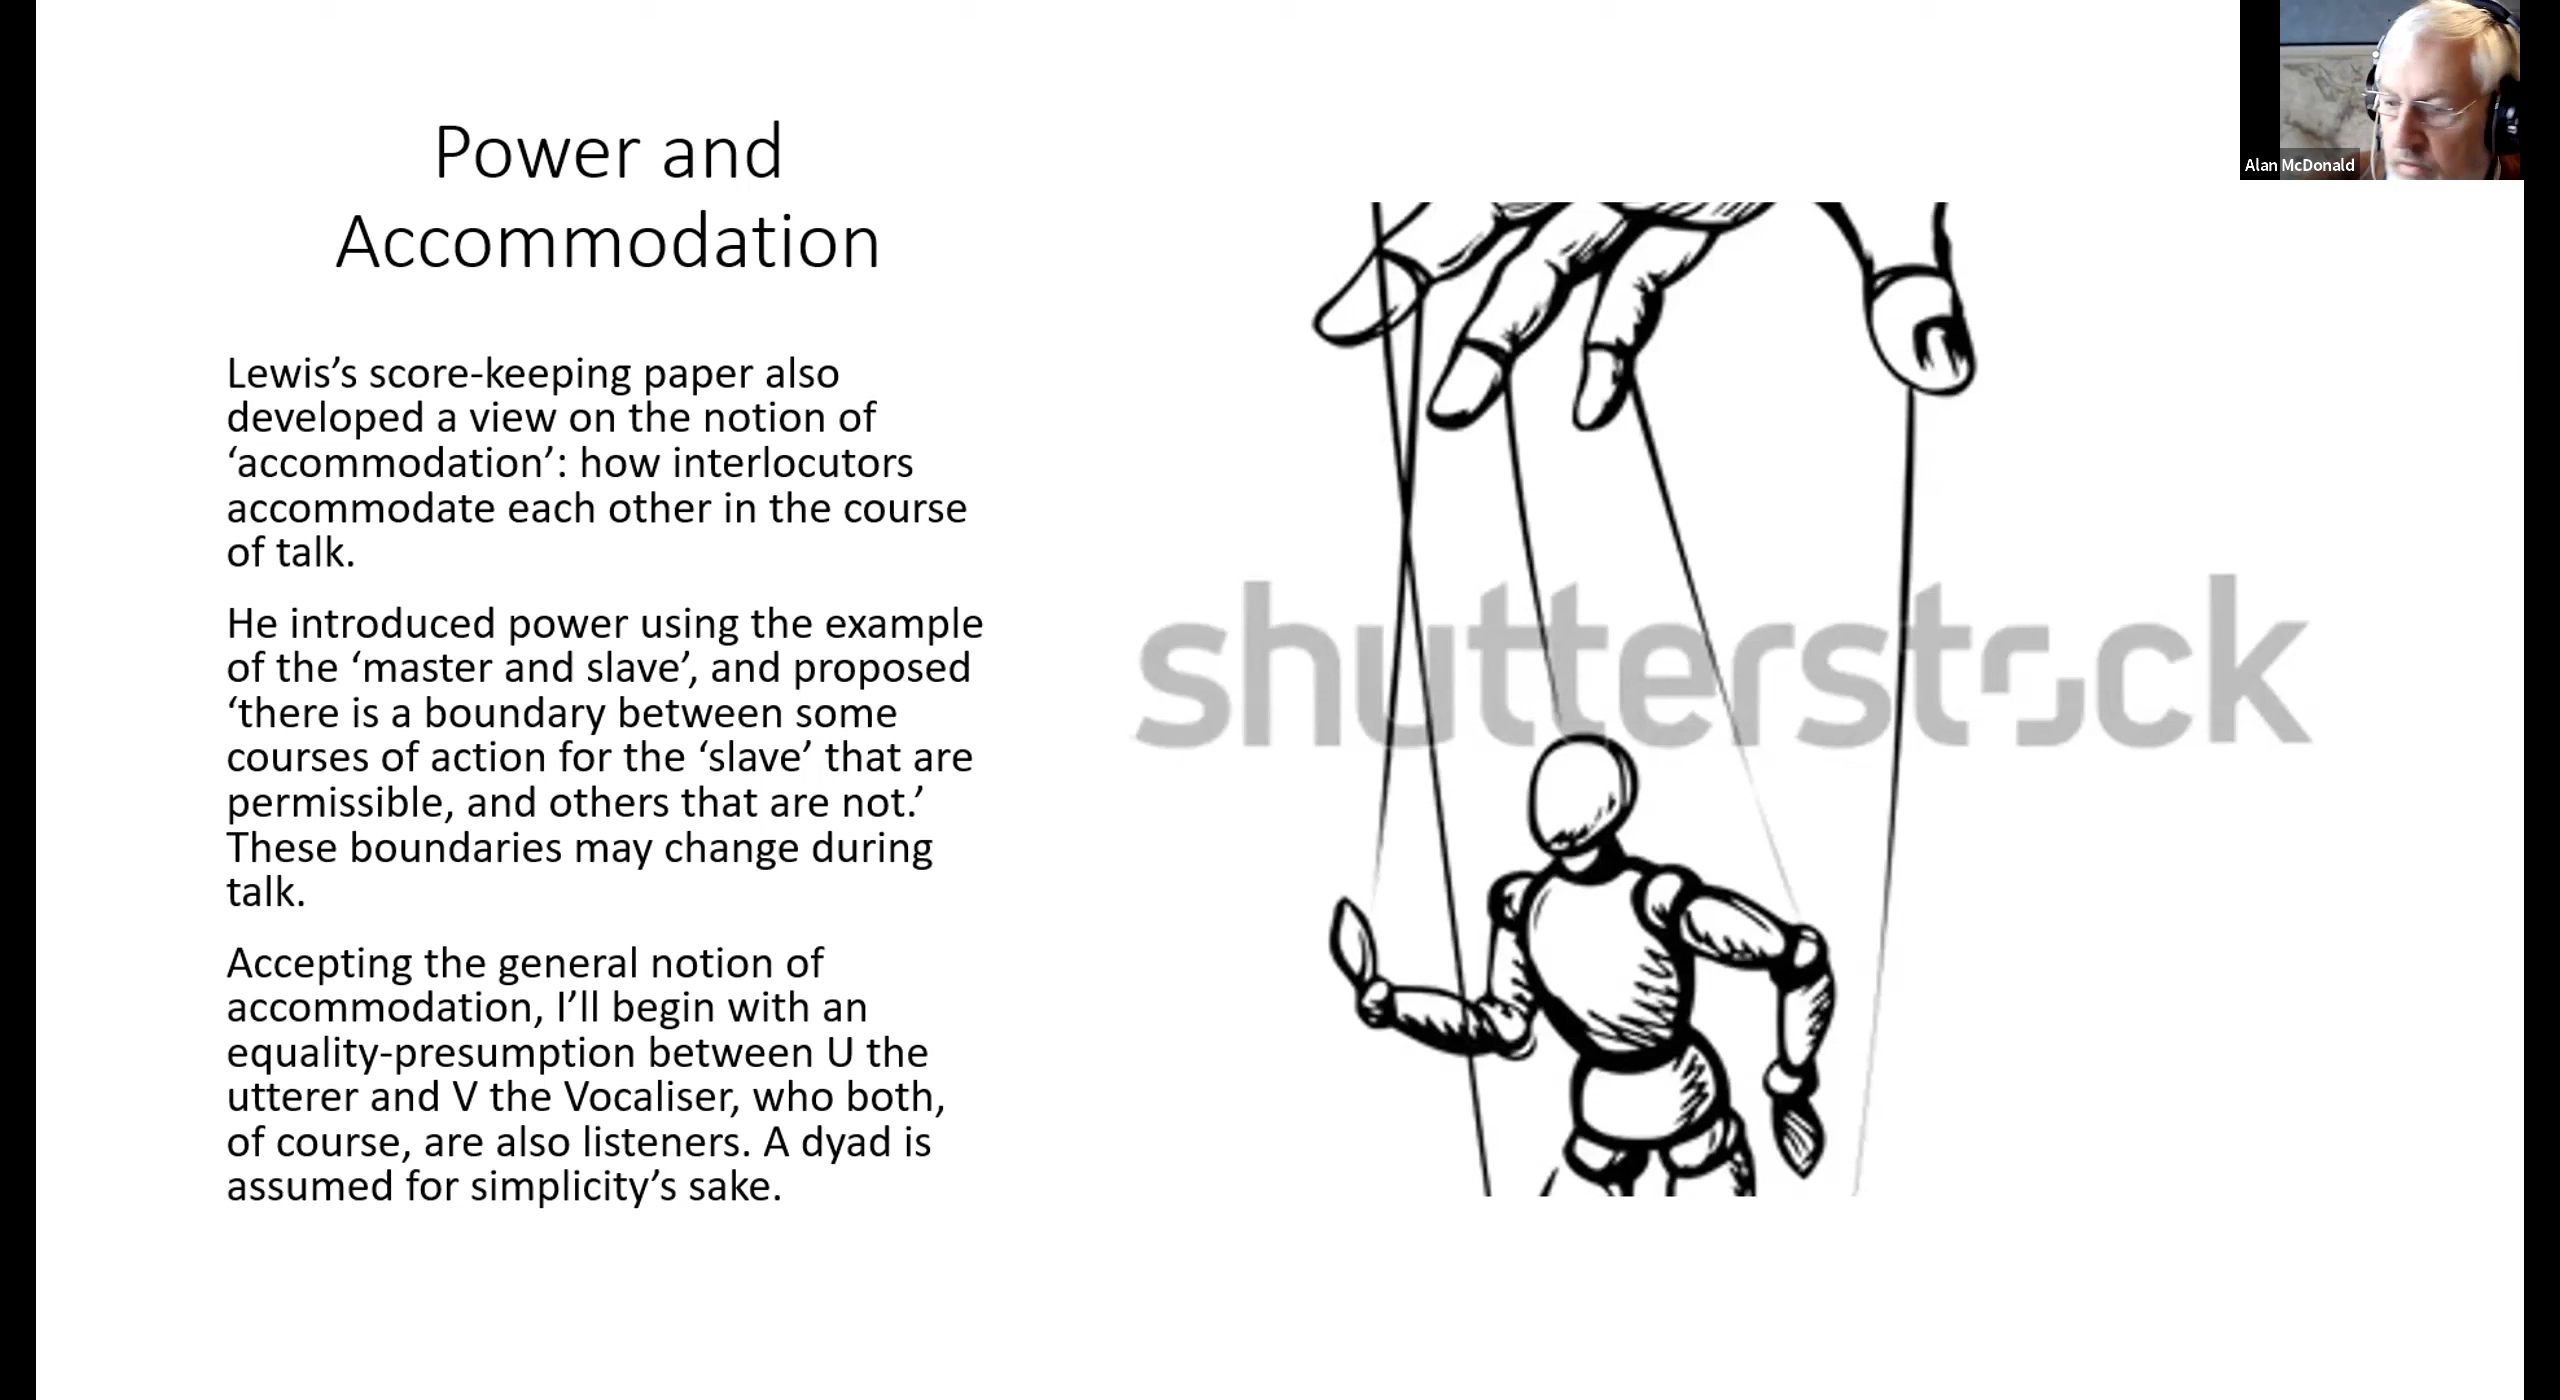 Power and
Accommodation
Lewis’s score-keeping paper also
developed a view on the notion of
‘accommodation’: how interlocutors
accommodate each other in the course
of talk.
He introduced power using the example
of the ‘master and slave’, and proposed
‘there is a boundary between some
courses of action for the ‘slave’ that are
permissible, and others that are not.’
These boundaries may change during
talk.
Accepting the general notion of
accommodation, I’ll begin with an
equality-presumption between U the
utterer and V the Vocaliser, who both,
of course, are also listeners. A dyad is
assumed for simplicity’s sake.
shutterstock
Alan McDonald